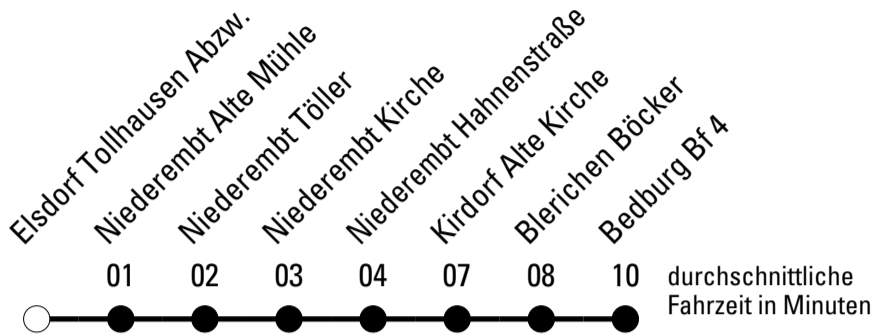 Elsdorf Tollhausen Abzw.
Niederembt Alte Mühle
Niederembt Töller
Niederembt Kirche
Niederembt Hahnenstraße
Kirdorf Alte Kirche
Blerichen Böcker
Bedburg Bf 4
01 02 03 04 07 08 10
durchschnittliche
Fahrzeit in Minuten